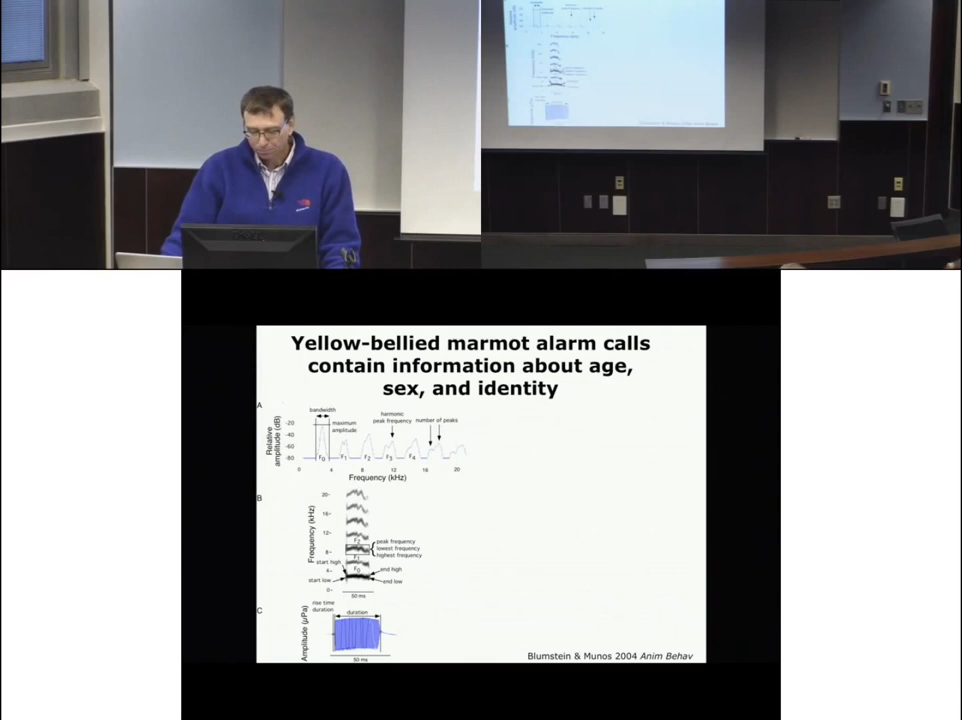 DELL
Yellow-bellied marmot alarm calls
contain information about age,
sex, and identity
A
bandwidth
maximum
amplitude
harmonic
peak frequency
number of peaks
Relative
amplitude (dB)
-20
-40
-60
-80
F0
F1
F2
F3
F4
0
4
8
12
16
20
Frequency (kHz)
B
Frequency (kHz)
20-
16-
12-
8-
4-
0-
F2
F1
F0
peak frequency
lowest frequency
highest frequency
start high
start low
end high
end low
50 ms
C
rise time
duration
duration
Amplitude (μPa)
50 ms
Blumstein & Munos 2004 Anim Behav